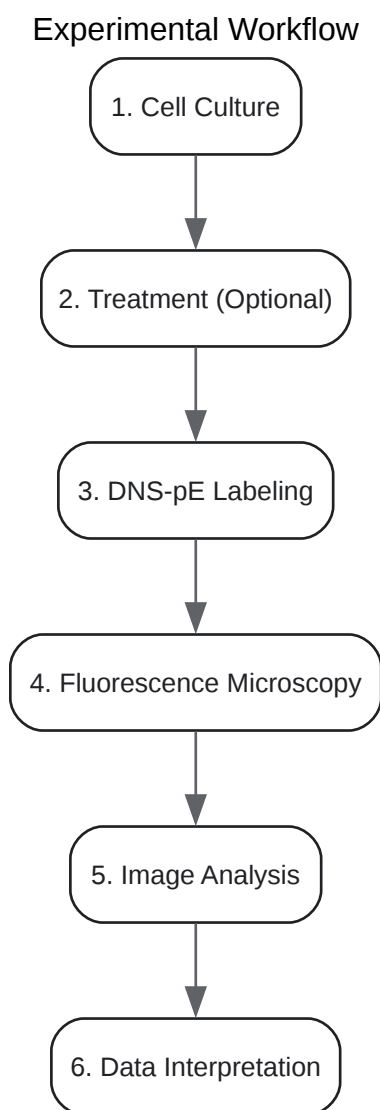 Experimental Workflow
1. Cell Culture
2. Treatment (Optional)
3. DNS-pE Labeling
4. Fluorescence Microscopy
5. Image Analysis
6. Data Interpretation